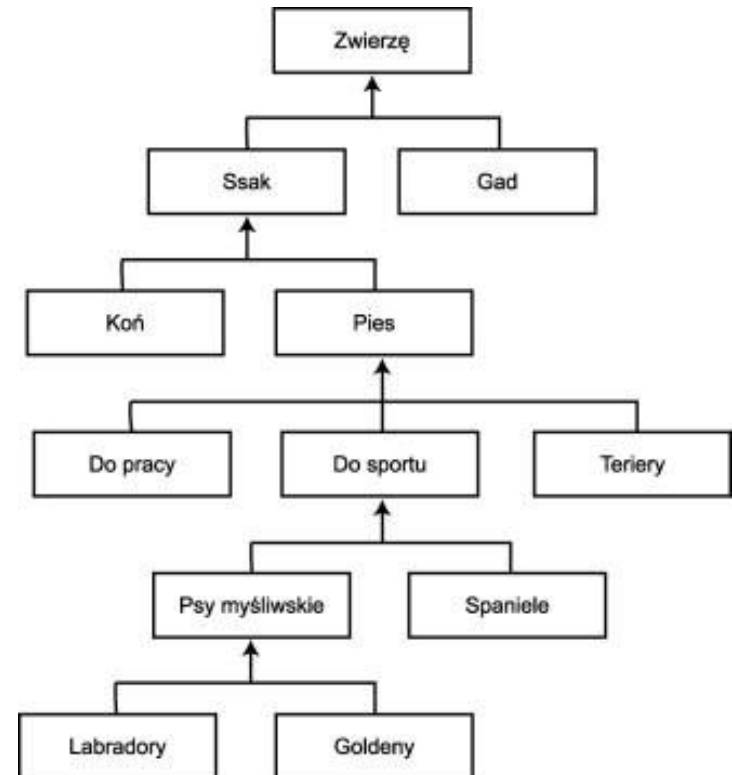 Zwierzę
Ssak
Gad
Koń
Pies
Do pracy
Do sportu
Teriery
Psy myśliwskie
Spaniele
Labradory
Goldeny